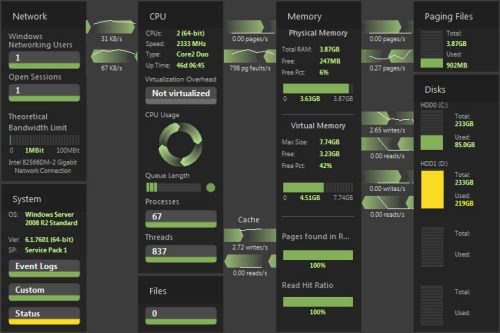 Network
Windows
Networking Users
1
Open Sessions
1
Theoretical
Bandwidth Limit
0 1MBit 100MBit
Intel 82566DM-2 Gigabit
Network Connection
System
OS: Windows Server
2008 R2 Standard
Ver: 6.1.7601 (64-bit)
SP: Service Pack 1
Event Logs
Custom
Status
31 KB/s
67 KB/s
CPU
CPUs: 2 (64-bit)
Speed: 2333 MHz
Type: Core2 Duo
Up Time: 46d 06:45
Virtualization Overhead
Not virtualized
CPU Usage
Queue Length
Processes
67
Threads
837
Files
0
0.00 pages/s
798 pg faults/s
Cache
2.72 writes/s
0.00 reads/s
Memory
Physical Memory
Total RAM: 3.87GB
Free: 247MB
Free Pct: 6%
0 3.63GB 3.87GB
Virtual Memory
Max Size: 7.74GB
Free: 3.23GB
Free Pct: 42%
0 4.51GB 7.74GB
Pages found in R...
100%
Read Hit Ratio
100%
0.00 pages/s
0.27 pages/s
2.65 writes/s
0.00 reads/s
0.00 writes/s
0.00 reads/s
Paging Files
Total:
3.87GB
Used:
902MB
Disks
HDD1 (C:)
Total:
233GB
Used:
85.0GB
HDD1 (D:)
Total:
233GB
Used:
219GB
Total:
Used:
Total:
Used: